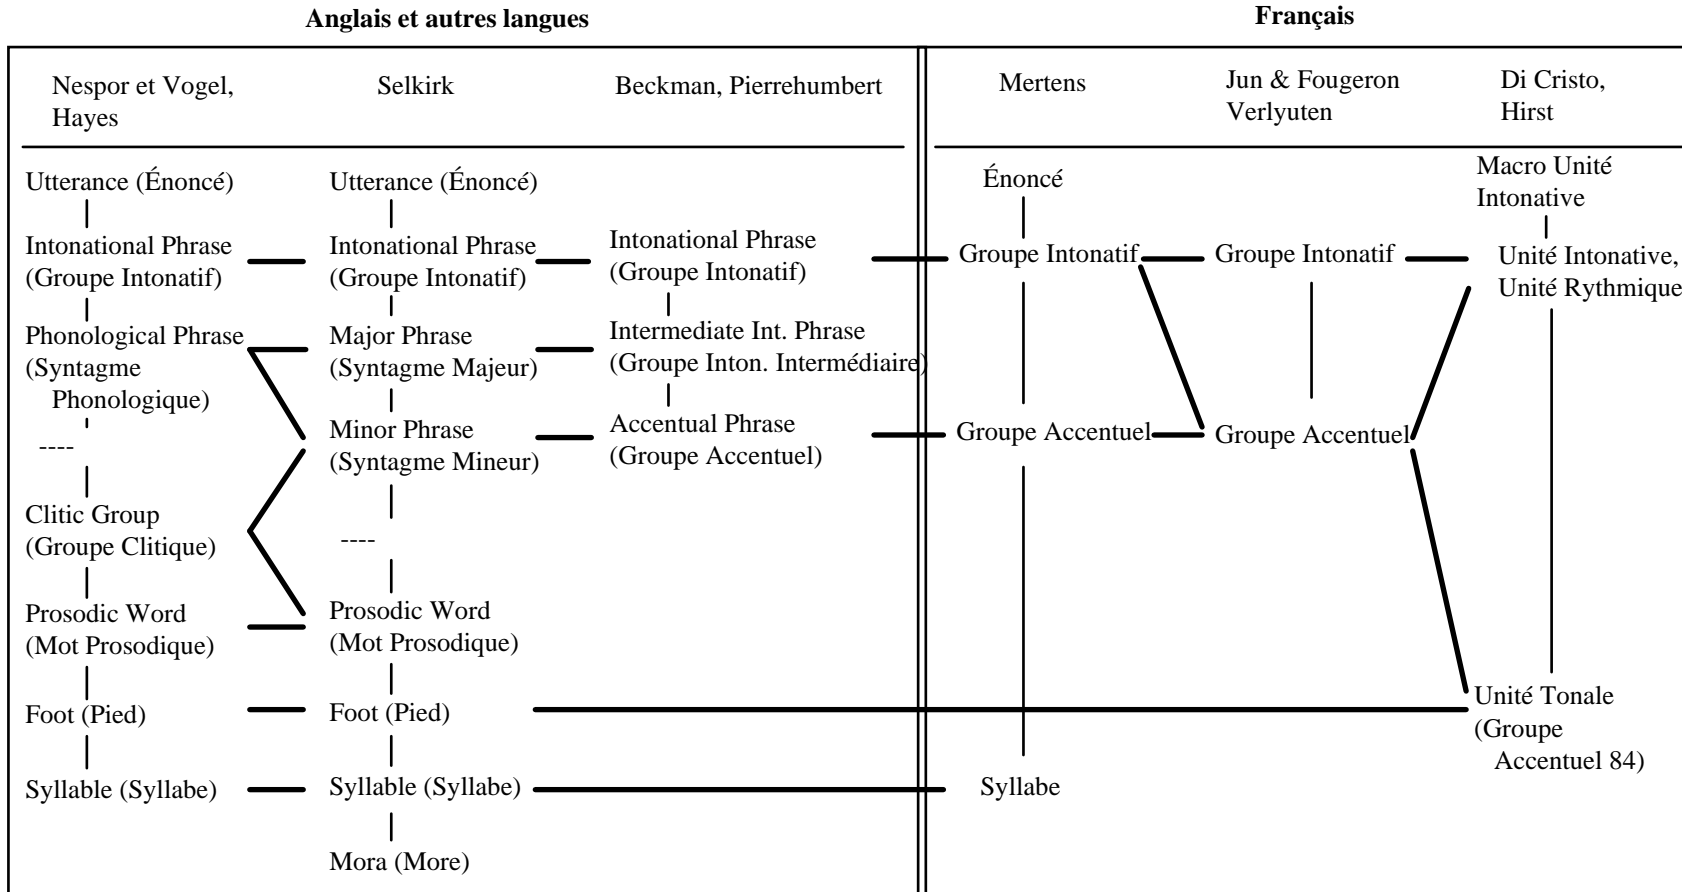 Anglais et autres langues
Français
Nespor et Vogel,
Hayes
Selkirk
Beckman, Pierrehumbert
Mertens
Jun & Fougeron
Verlyuten
Di Cristo,
Hirst
Utterance (Énoncé)
Intonational Phrase
(Groupe Intonatif)
Phonological Phrase
(Syntagme
Phonologique)
----
Clitic Group
(Groupe Clitique)
Prosodic Word
(Mot Prosodique)
Foot (Pied)
Syllable (Syllabe)
Utterance (Énoncé)
Intonational Phrase
(Groupe Intonatif)
Major Phrase
(Syntagme Majeur)
Minor Phrase
(Syntagme Mineur)
----
Prosodic Word
(Mot Prosodique)
Foot (Pied)
Syllable (Syllabe)
Mora (More)
Intonational Phrase
(Groupe Intonatif)
Intermediate Int. Phrase
(Groupe Inton. Intermédiaire)
Accentual Phrase
(Groupe Accentuel)
Énoncé
Groupe Intonatif
Groupe Accentuel
Syllabe
Groupe Intonatif
Groupe Accentuel
Macro Unité
Intonative
Unité Intonative,
Unité Rythmique
Unité Tonale
(Groupe
Accentuel 84)